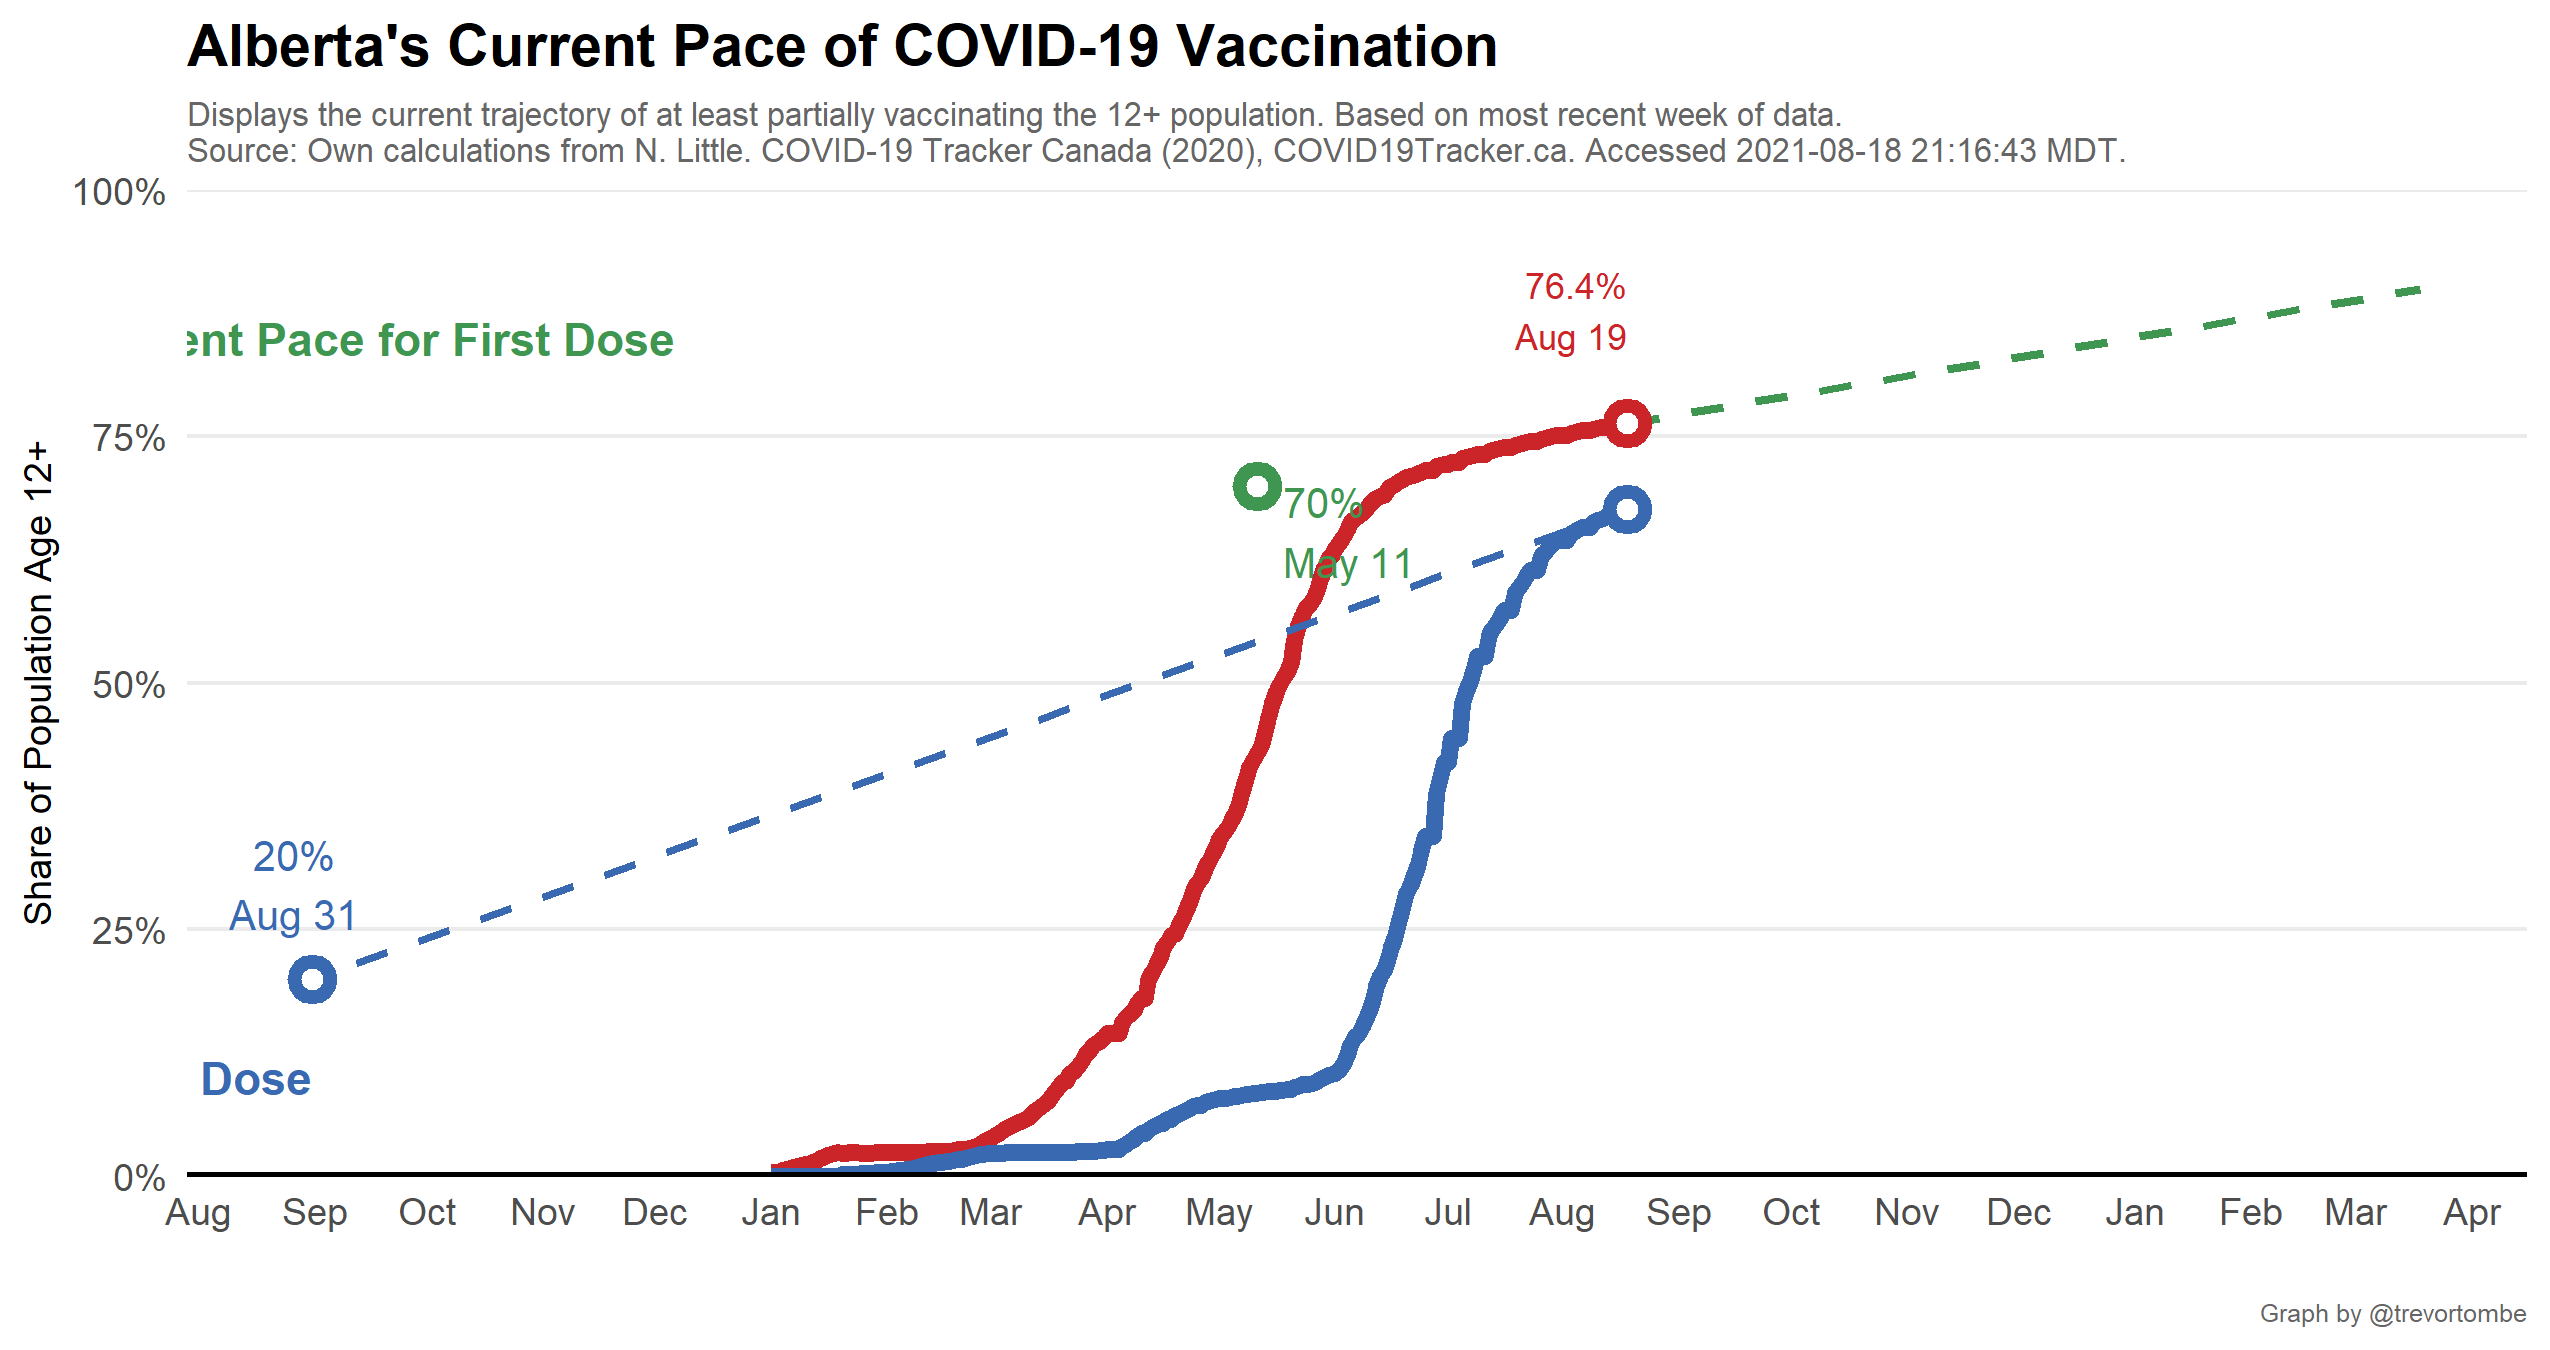 Alberta's Current Pace of COVID-19 Vaccination
Displays the current trajectory of at least partially vaccinating the 12+ population. Based on most recent week of data.
Source: Own calculations from N. Little. COVID-19 Tracker Canada (2020), COVID19Tracker.ca. Accessed 2021-08-18 21:16:43 MDT.
100%
75%
50%
25%
0%
Share of Population Age 12+
76.4%
Aug 19
ent Pace for First Dose
70%
May 11
20%
Aug 31
Dose
Aug Sep Oct Nov Dec Jan Feb Mar Apr May Jun Jul Aug Sep Oct Nov Dec Jan Feb Mar Apr
Graph by @trevortombe